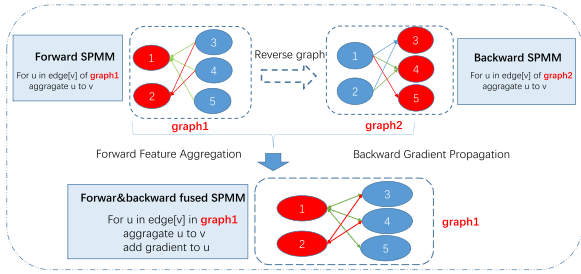 Forward SPMM
For u in edge[v] of graph1
aggragate u to v
1
2
3
4
5
graph1
Reverse graph
1
2
3
4
5
graph2
Backward SPMM
For u in edge[v] of graph2
aggragate u to v
Forward Feature Aggregation
Backward Gradient Propagation
Forwar&backward fused SPMM
For u in edge[v] in graph1
aggregate u to v
add gradient to u
1
2
3
4
5
graph1